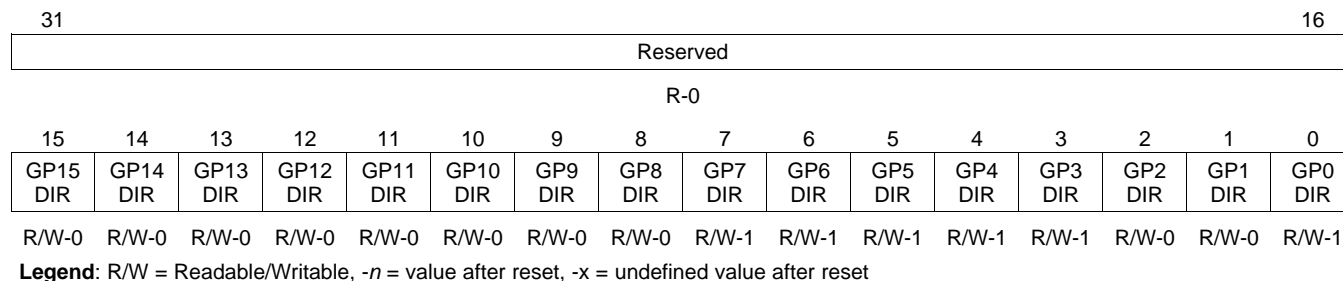 31 16
Reserved
R-0
15 14 13 12 11 10 9 8 7 6 5 4 3 2 1 0
GP15 GP14 GP13 GP12 GP11 GP10 GP9 GP8 GP7 GP6 GP5 GP4 GP3 GP2 GP1 GP0
DIR DIR DIR DIR DIR DIR DIR DIR DIR DIR DIR DIR DIR DIR DIR DIR
R/W-0 R/W-0 R/W-0 R/W-0 R/W-0 R/W-0 R/W-0 R/W-0 R/W-1 R/W-1 R/W-1 R/W-1 R/W-1 R/W-0 R/W-0 R/W-1
Legend: R/W = Readable/Writable, -n = value after reset, -x = undefined value after reset